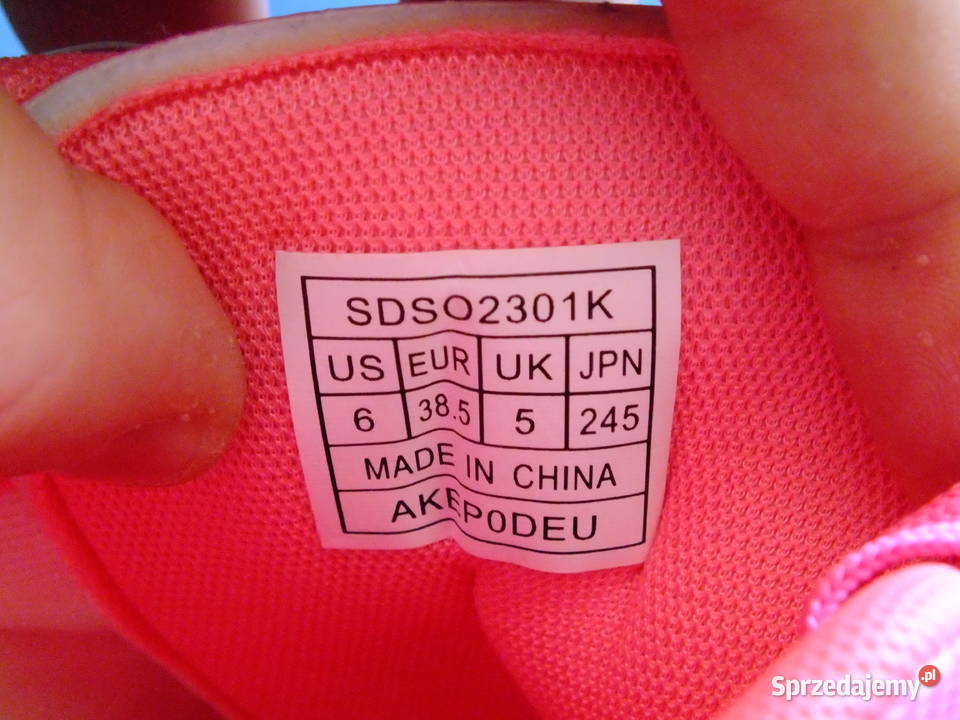 SDSO2301K
US EUR UK JPN
6 38.5 5 245
MADE IN CHINA
AKEP0DEU
Sprzedajemy.pl